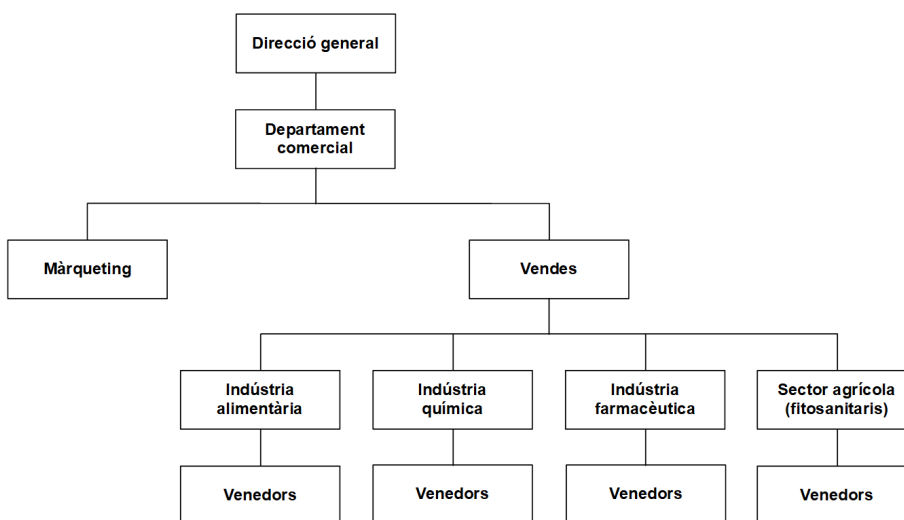 Direcció general
Departament
comercial
Màrqueting
Vendes
Indústria
alimentària
Indústria
química
Indústria
farmacèutica
Sector agrícola
(fitosanitaris)
Venedors
Venedors
Venedors
Venedors